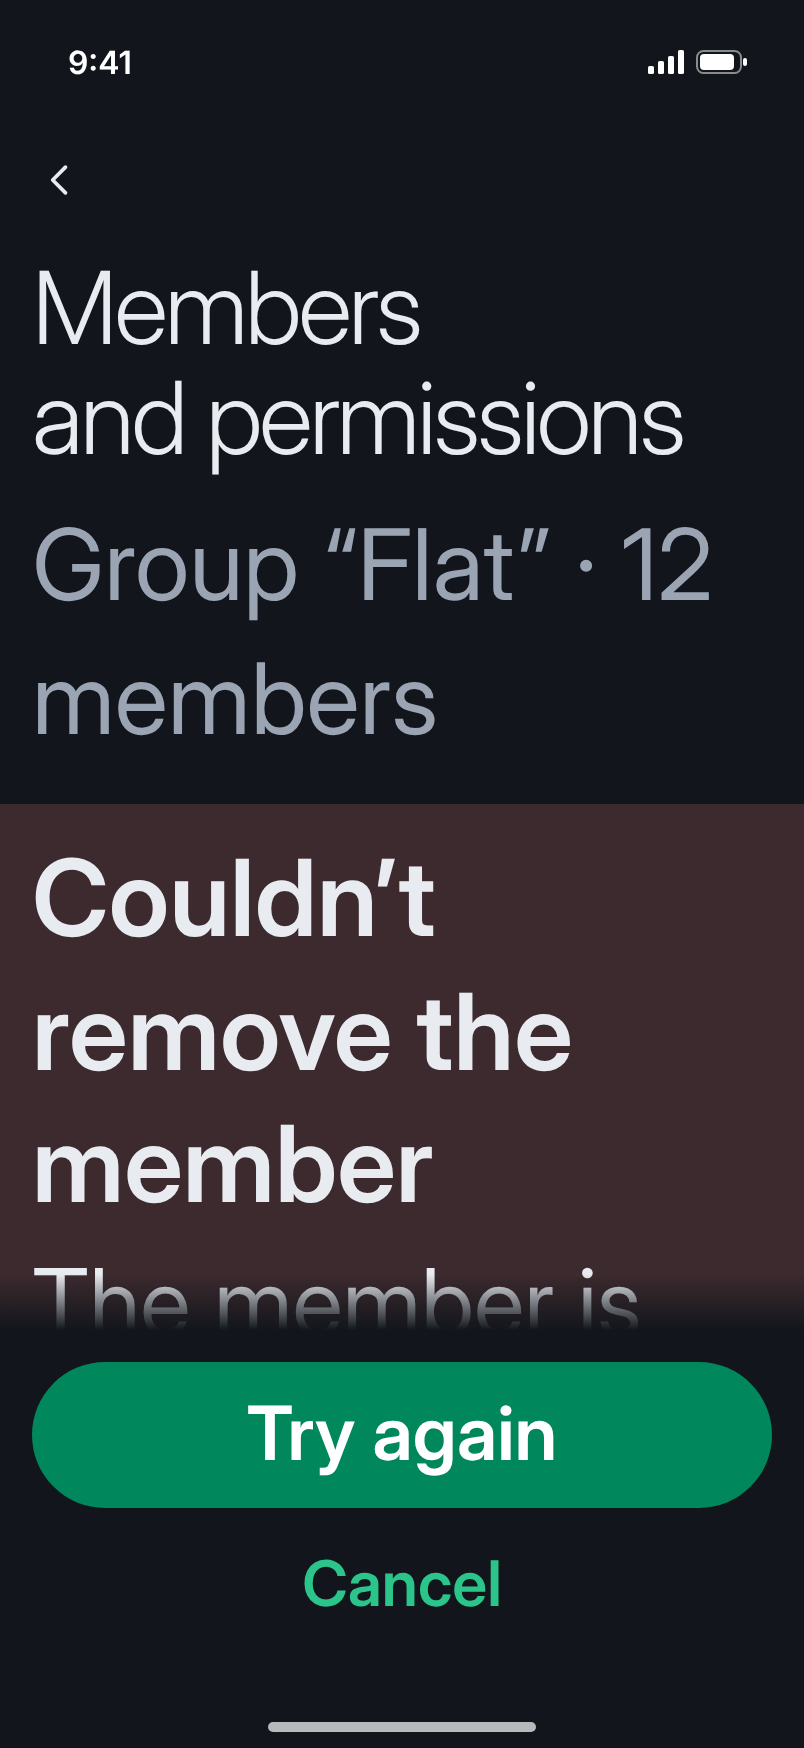 9:41
Members
and permissions
Group “Flat” · 12
members
Couldn’t
remove the
member
The member is
Try again
Cancel